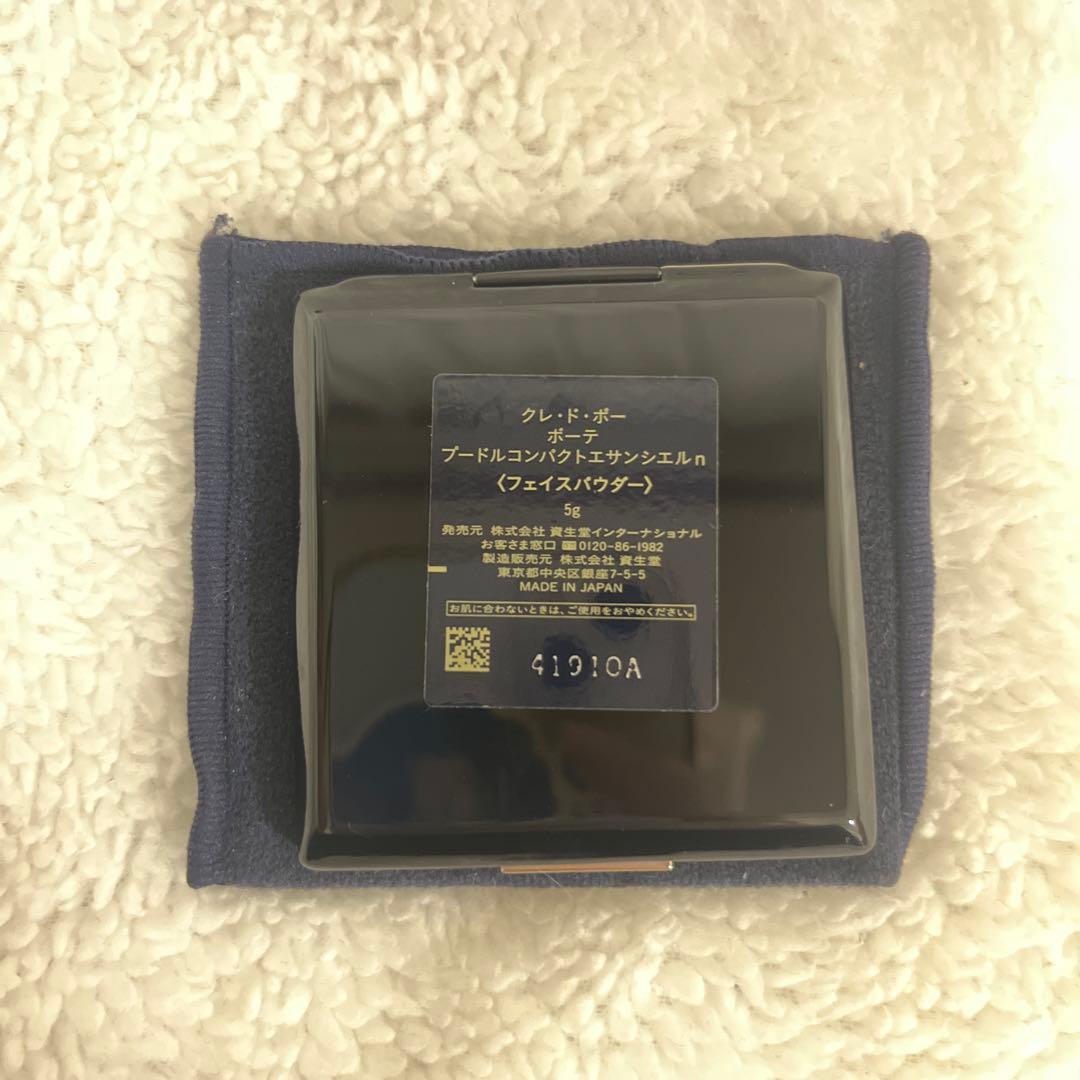 クレ・ド・ポー
ボーテ
プードルコンパクトエサンシエルn
〈フェイスパウダー〉
5g
発売元 株式会社 資生堂インターナショナル
お客さま窓口 0120-86-1982
製造販売元 株式会社 資生堂
東京都中央区銀座7-5-5
MADE IN JAPAN
お肌に合わないときは、ご使用をおやめください。
41910A